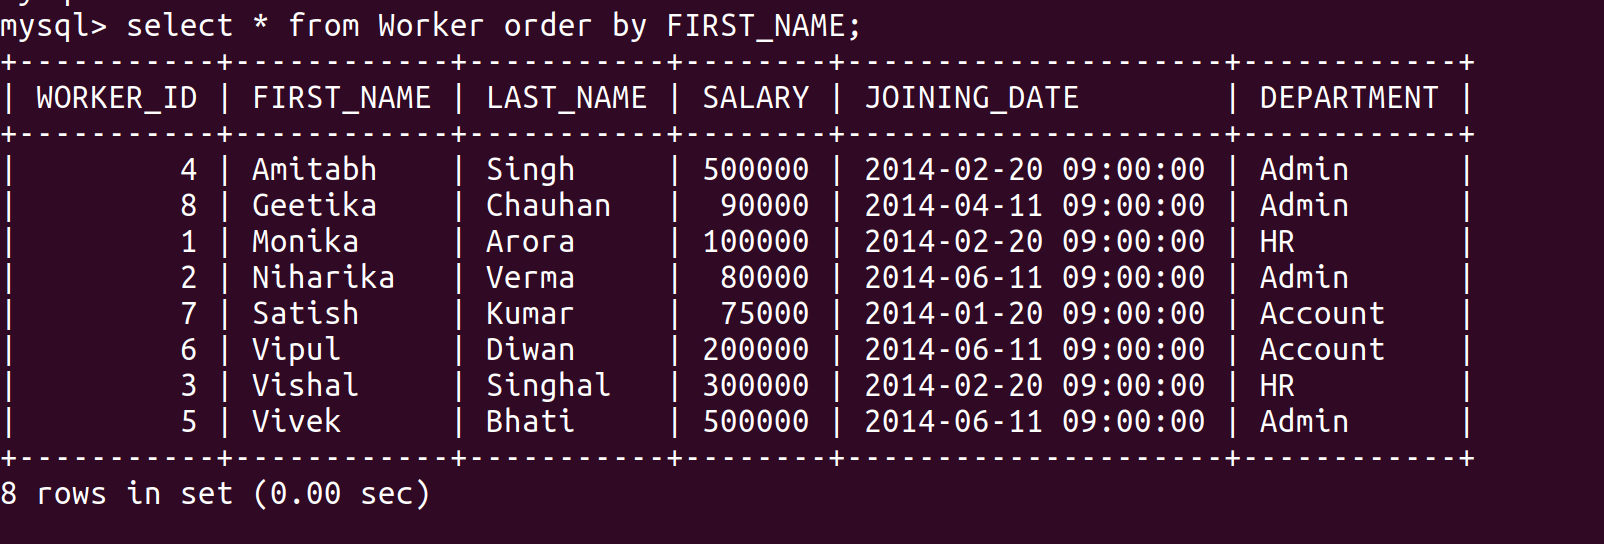 mysql> select * from Worker order by FIRST_NAME;
+-----------+------------+-----------+--------+---------------------+------------+
| WORKER_ID | FIRST_NAME | LAST_NAME | SALARY | JOINING_DATE        | DEPARTMENT |
+-----------+------------+-----------+--------+---------------------+------------+
|         4 | Amitabh    | Singh     | 500000 | 2014-02-20 09:00:00 | Admin      |
|         8 | Geetika    | Chauhan   |  90000 | 2014-04-11 09:00:00 | Admin      |
|         1 | Monika     | Arora     | 100000 | 2014-02-20 09:00:00 | HR         |
|         2 | Niharika   | Verma     |  80000 | 2014-06-11 09:00:00 | Admin      |
|         7 | Satish     | Kumar     |  75000 | 2014-01-20 09:00:00 | Account    |
|         6 | Vipul      | Diwan     | 200000 | 2014-06-11 09:00:00 | Account    |
|         3 | Vishal     | Singhal   | 300000 | 2014-02-20 09:00:00 | HR         |
|         5 | Vivek      | Bhati     | 500000 | 2014-06-11 09:00:00 | Admin      |
+-----------+------------+-----------+--------+---------------------+------------+
8 rows in set (0.00 sec)